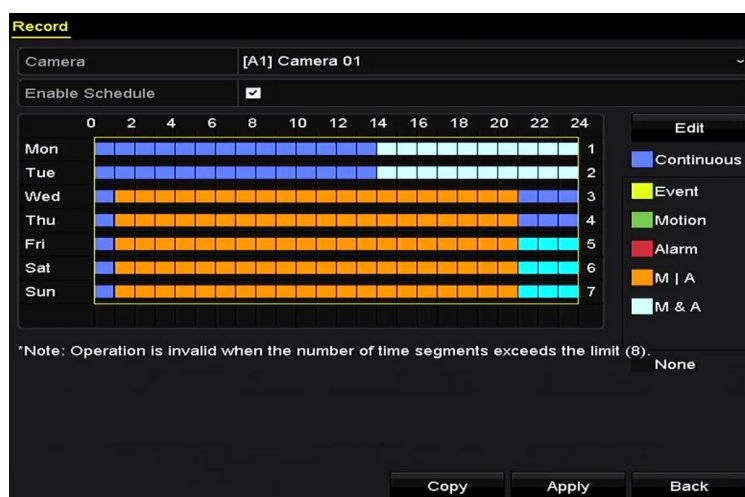 Record
Camera [A1] Camera 01
Enable Schedule
0 2 4 6 8 10 12 14 16 18 20 22 24
Edit
Mon 1
Continuous
Tue 2
Event
Wed 3
Thu 4
Motion
Fri 5
Alarm
Sat 6
M | A
Sun 7
M & A
*Note: Operation is invalid when the number of time segments exceeds the limit (8).
None
Copy Apply Back